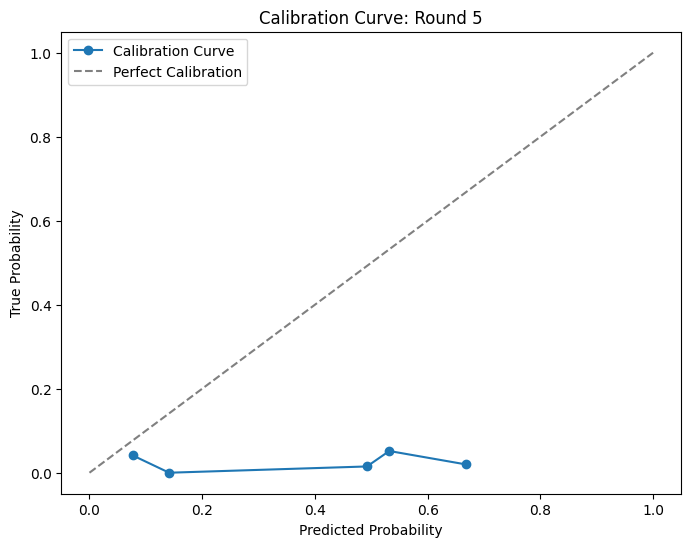 Calibration Curve: Round 5
Calibration Curve
Perfect Calibration
True Probability
1.0
0.8
0.6
0.4
0.2
0.0
0.0 0.2 0.4 0.6 0.8 1.0
Predicted Probability